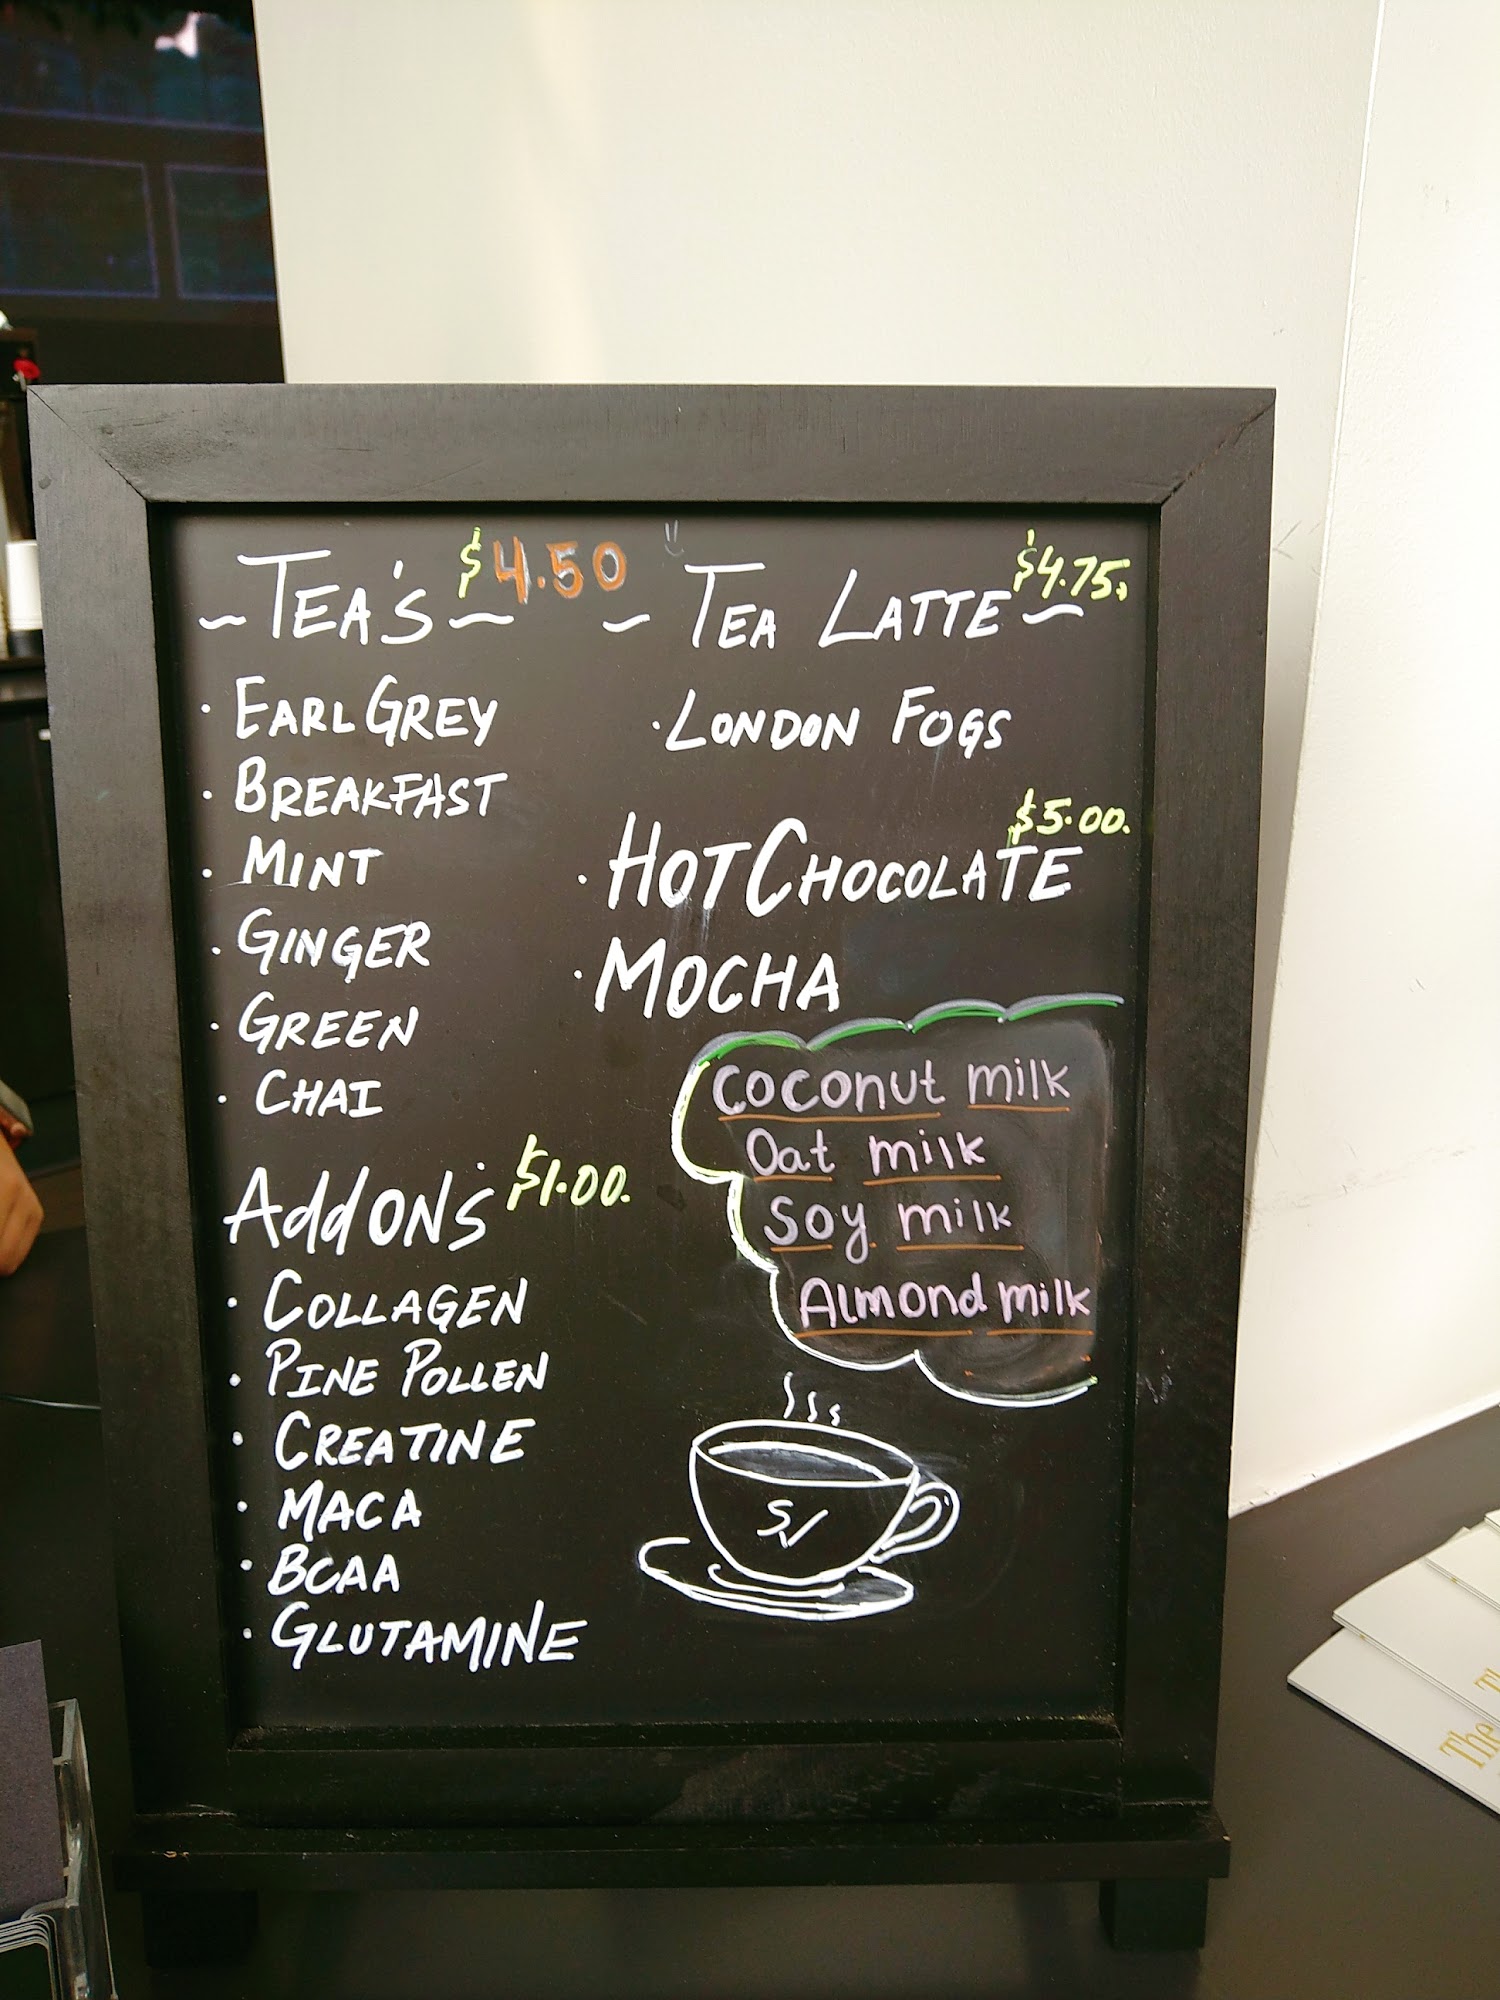 ~TEA'S~ $4.50
· EARL GREY
· BREAKFAST
· MINT
· GINGER
· GREEN
· CHAI
AddON's $1.00.
· COLLAGEN
· PINE POLLEN
· CREATINE
· MACA
· BCAA
· GLUTAMINE
~ TEA LATTE ~ $4.75
· LONDON FOGS
· HOT CHOCOLATE $5.00.
· MOCHA
Coconut milk
Oat milk
Soy milk
Almond milk
The